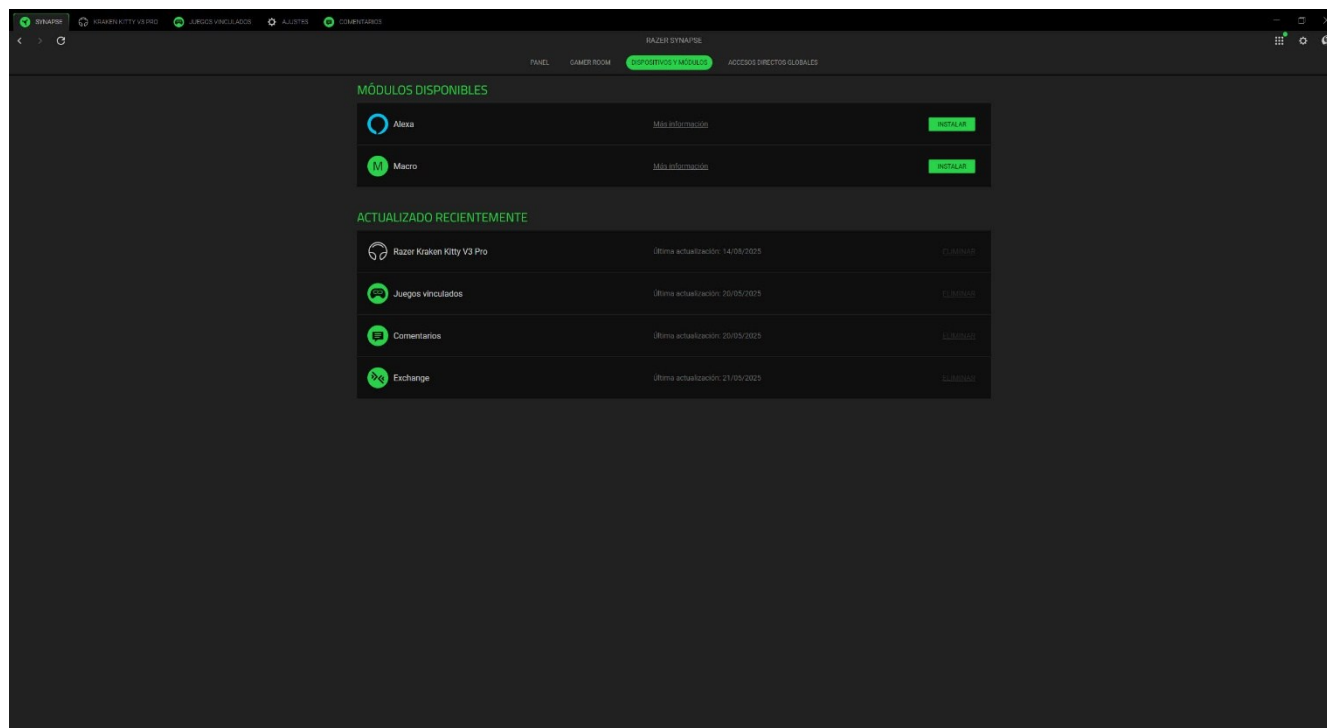 SYNAPSE KRAKEN KITTY V3 PRO JUEGOS VINCULADOS AJUSTES COMENTARIOS
RAZER SYNAPSE
PANEL GAMER ROOM DISPOSITIVOS Y MÓDULOS ACCESOS DIRECTOS GLOBALES
MÓDULOS DISPONIBLES
Alexa Más información INSTALAR
M Macro Más información INSTALAR
ACTUALIZADO RECIENTEMENTE
Razer Kraken Kitty V3 Pro Última actualización: 14/05/2025 ELIMINAR
Juegos vinculados Última actualización: 20/05/2025 ELIMINAR
Comentarios Última actualización: 20/05/2025 ELIMINAR
Exchange Última actualización: 21/05/2025 ELIMINAR